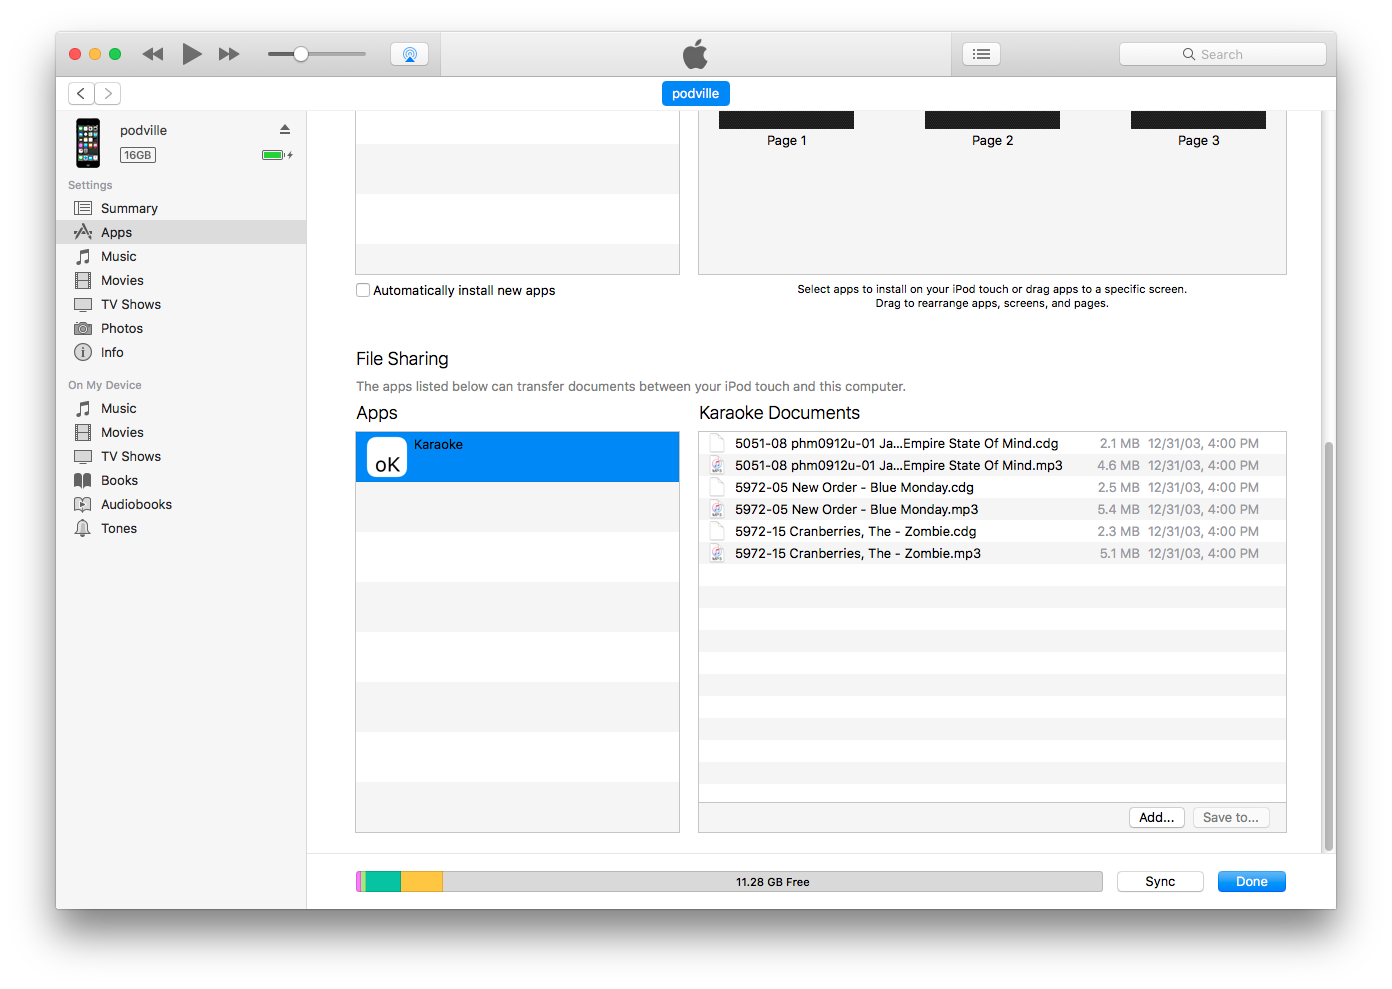 Search
podville
podville
16GB
Settings
Summary
Apps
Music
Movies
TV Shows
Photos
Info
On My Device
Music
Movies
TV Shows
Books
Audiobooks
Tones
Page 1
Page 2
Page 3
Automatically install new apps
Select apps to install on your iPod touch or drag apps to a specific screen.
Drag to rearrange apps, screens, and pages.
File Sharing
The apps listed below can transfer documents between your iPod touch and this computer.
Apps
oK
Karaoke
Karaoke Documents
5051-08 phm0912u-01 Ja...Empire State Of Mind.cdg 2.1 MB 12/31/03, 4:00 PM
5051-08 phm0912u-01 Ja...Empire State Of Mind.mp3 4.6 MB 12/31/03, 4:00 PM
5972-05 New Order - Blue Monday.cdg 2.5 MB 12/31/03, 4:00 PM
5972-05 New Order - Blue Monday.mp3 5.4 MB 12/31/03, 4:00 PM
5972-15 Cranberries, The - Zombie.cdg 2.3 MB 12/31/03, 4:00 PM
5972-15 Cranberries, The - Zombie.mp3 5.1 MB 12/31/03, 4:00 PM
Add...
Save to...
11.28 GB Free
Sync
Done